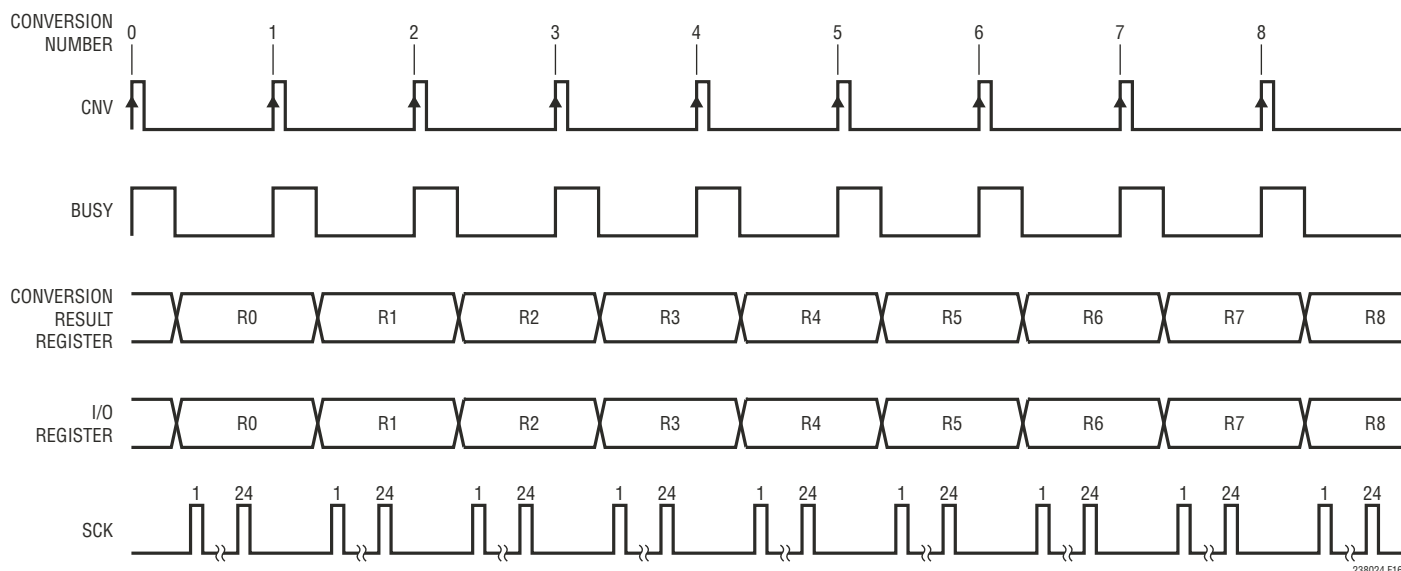 CONVERSION
NUMBER
0 1 2 3 4 5 6 7 8
CNV
BUSY
CONVERSION
RESULT
REGISTER
R0 R1 R2 R3 R4 R5 R6 R7 R8
I/O
REGISTER
R0 R1 R2 R3 R4 R5 R6 R7 R8
1 24 1 24 1 24 1 24 1 24 1 24 1 24 1 24 1 24
SCK
238024 F16